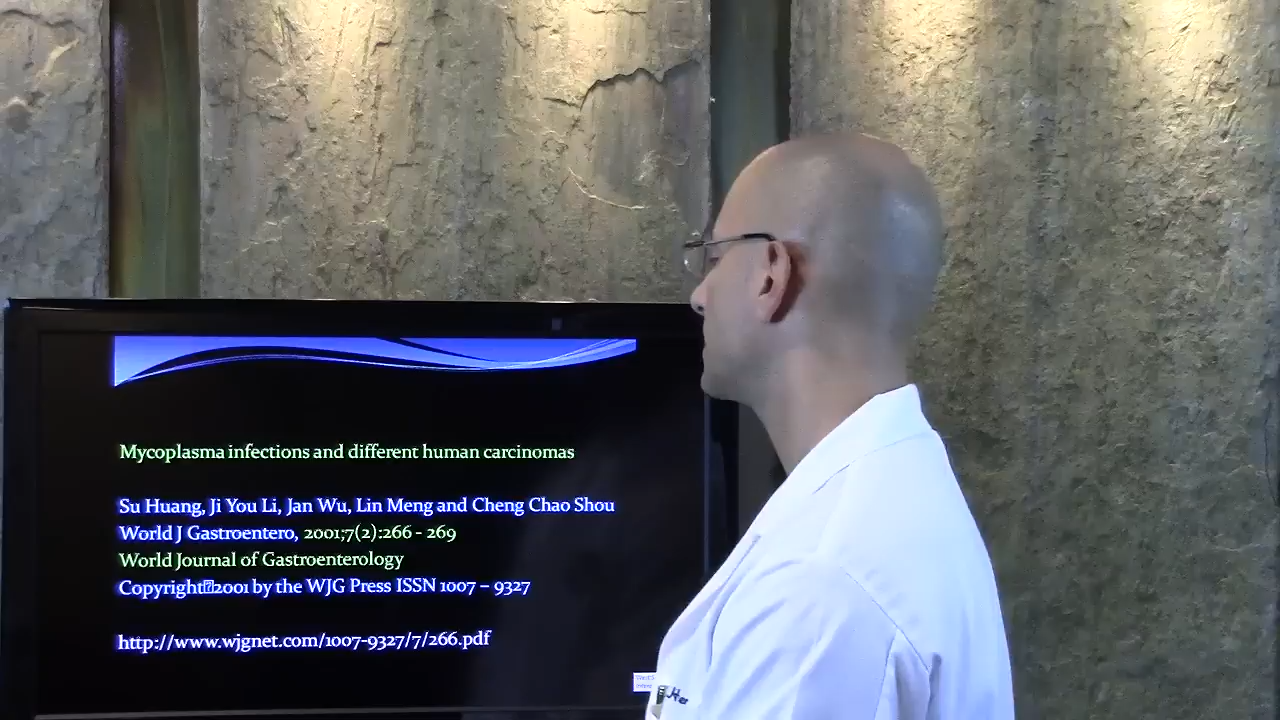 Mycoplasma infections and different human carcinomas
Su Huang, Ji You Li, Jan Wu, Lin Meng and Cheng Chao Shou
World J Gastroentero, 2001;7(2):266 - 269
World Journal of Gastroenterology
Copyright 2001 by the WJG Press ISSN 1007 – 9327
http://www.wjgnet.com/1007-9327/7/266.pdf